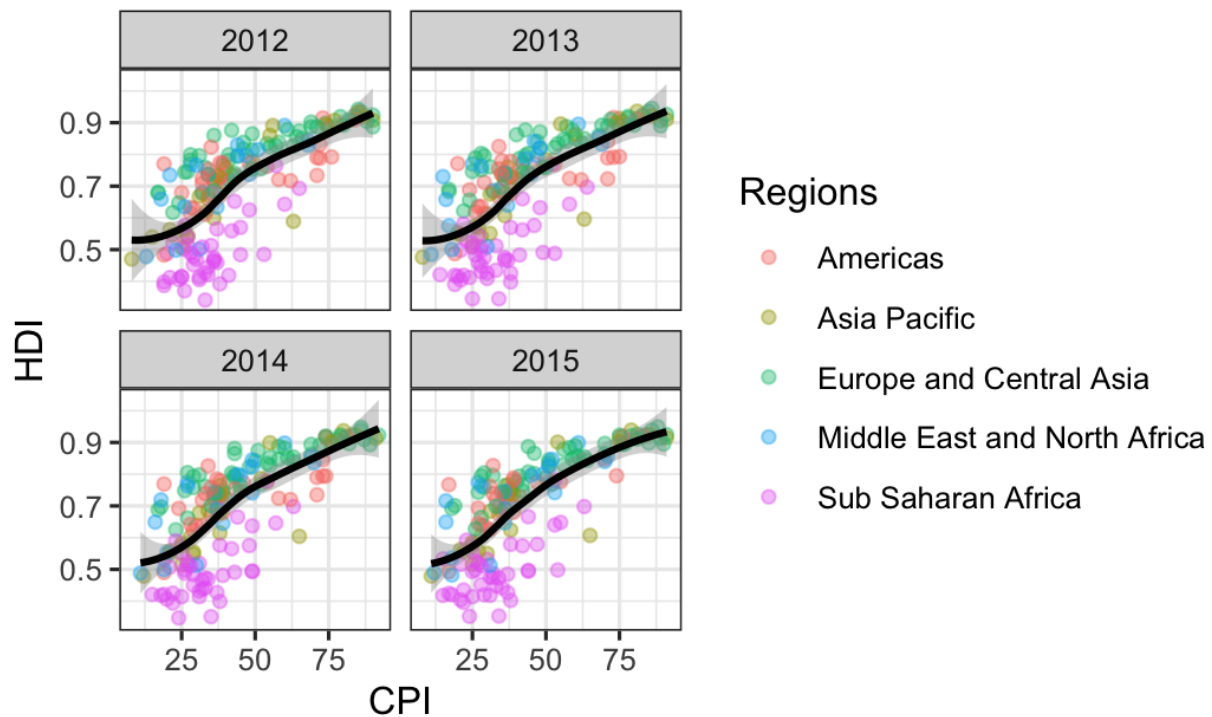 2012 2013
0.9
0.7
0.5
HDI
2014 2015
0.9
0.7
0.5
25 50 75 25 50 75
CPI
Regions
Americas
Asia Pacific
Europe and Central Asia
Middle East and North Africa
Sub Saharan Africa